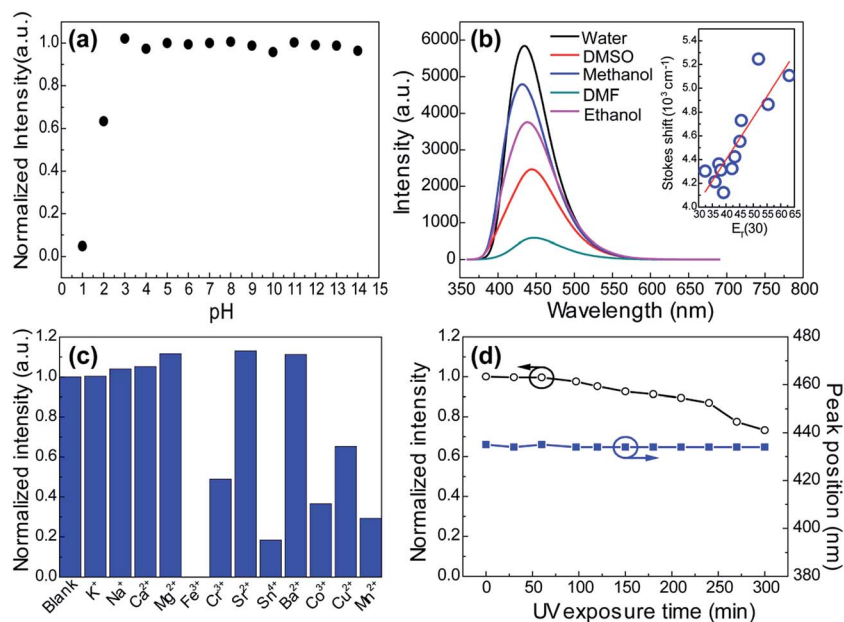 (a)
Normalized Intensity(a.u.)
1.0
0.8
0.6
0.4
0.2
0.0
0 1 2 3 4 5 6 7 8 9 10 11 12 13 14 15
pH
(b)
Intensity (a.u.)
6000
5000
4000
3000
2000
1000
0
350 400 450 500 550 600 650 700 750 800
Wavelength (nm)
Water
DMSO
Methanol
DMF
Ethanol
Stokes shift (10³ cm⁻¹)
5.4
5.2
5.0
4.8
4.6
4.4
4.2
4.0
30 35 40 45 50 55 60 65
(c)
Normalized intensity (a.u.)
1.2
1.0
0.8
0.6
0.4
0.2
0.0
Blank K⁺ Na⁺ Ca²⁺ Mg²⁺ Fe³⁺ Cr³⁺ Sr²⁺ Sn⁴⁺ Ba²⁺ Co³⁺ Cu²⁺ Mn²⁺
(d)
Normalized intensity
1.2
1.0
0.8
0.6
0.4
0.2
0.0
0 50 100 150 200 250 300
UV exposure time (min)
480
460
440
420
400
380
Peak position (nm)